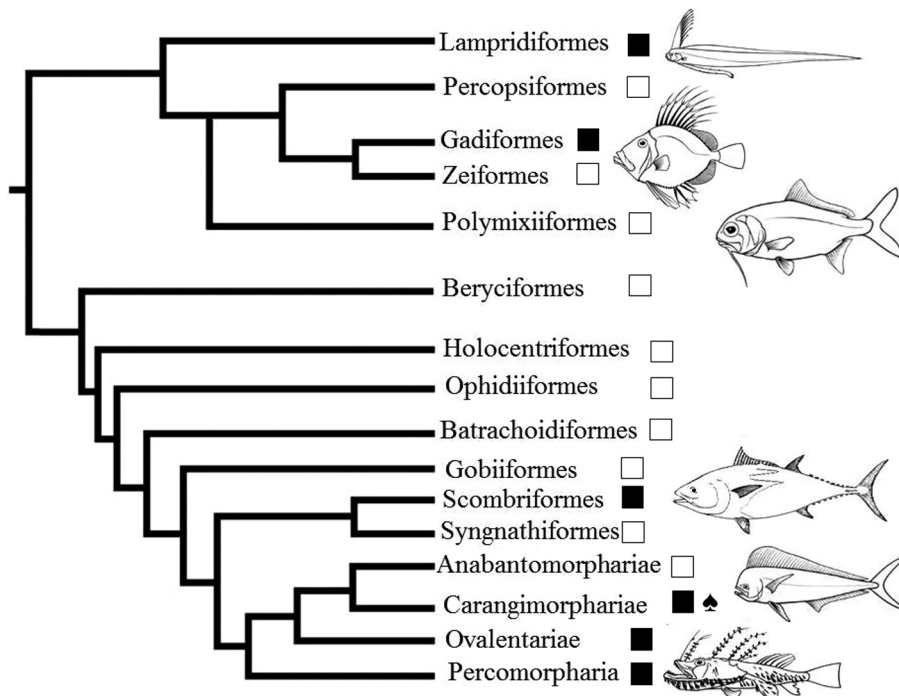 Lampridiformes
Percopsiformes
Gadiformes
Zeiformes
Polymixiiformes
Beryciformes
Holocentriformes
Ophidiiformes
Batrachoidiformes
Gobiiformes
Scombriformes
Syngnathiformes
Anabantomorphariae
Carangimorphariae
Ovalentariae
Percomorpharia